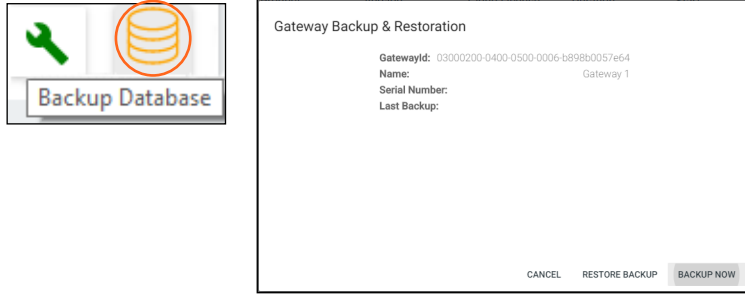 Backup Database
Gateway Backup & Restoration
GatewayId: 03000200-0400-0500-0006-b898b0057e64
Name: Gateway 1
Serial Number:
Last Backup:
CANCEL RESTORE BACKUP BACKUP NOW